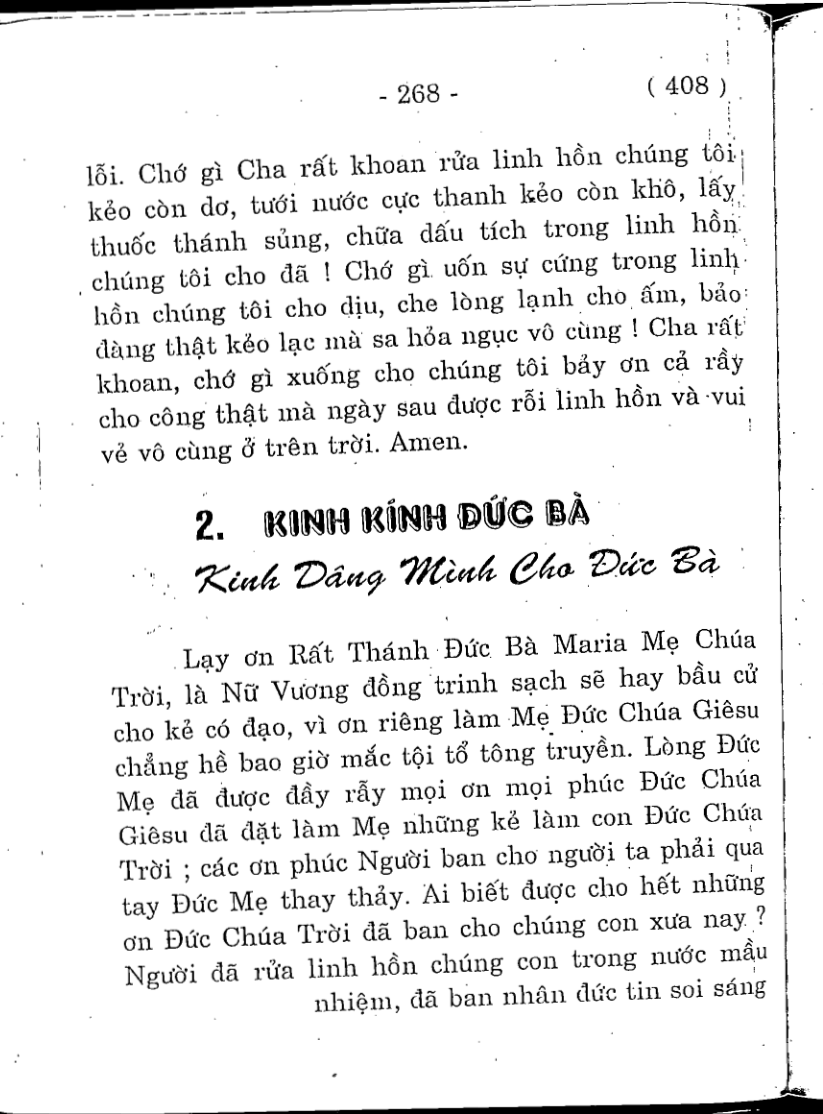 - 268 -
( 408 )
lỗi. Chớ gì Cha rất khoan rửa linh hồn chúng tôi
kẻo còn dơ, tưới nước cực thanh kẻo còn khô, lấy
thuốc thánh sủng, chữa dấu tích trong linh hồn
chúng tôi cho đã ! Chớ gì uốn sự cứng trong linh
hồn chúng tôi cho dịu, che lòng lạnh cho ấm, bảo
đàng thật kẻo lạc mà sa hỏa ngục vô cùng ! Cha rất
khoan, chớ gì xuống cho chúng tôi bảy ơn cả rầy
cho công thật mà ngày sau được rỗi linh hồn và vui
vẻ vô cùng ở trên trời. Amen.
2. KINH KÍNH ĐỨC BÀ
Kinh Dâng Mình Cho Đức Bà
Lạy ơn Rất Thánh Đức Bà Maria Mẹ Chúa
Trời, là Nữ Vương đồng trinh sạch sẽ hay bầu cử
cho kẻ có đạo, vì ơn riêng làm Mẹ Đức Chúa Giêsu
chẳng hề bao giờ mắc tội tổ tông truyền. Lòng Đức
Mẹ đã được đầy rẫy mọi ơn mọi phúc Đức Chúa
Giêsu đã đặt làm Mẹ những kẻ làm con Đức Chúa
Trời ; các ơn phúc Người ban cho người ta phải qua
tay Đức Mẹ thay thảy. Ai biết được cho hết những
ơn Đức Chúa Trời đã ban cho chúng con xưa nay ?
Người đã rửa linh hồn chúng con trong nước mầu
nhiệm, đã ban nhân đức tin soi sáng